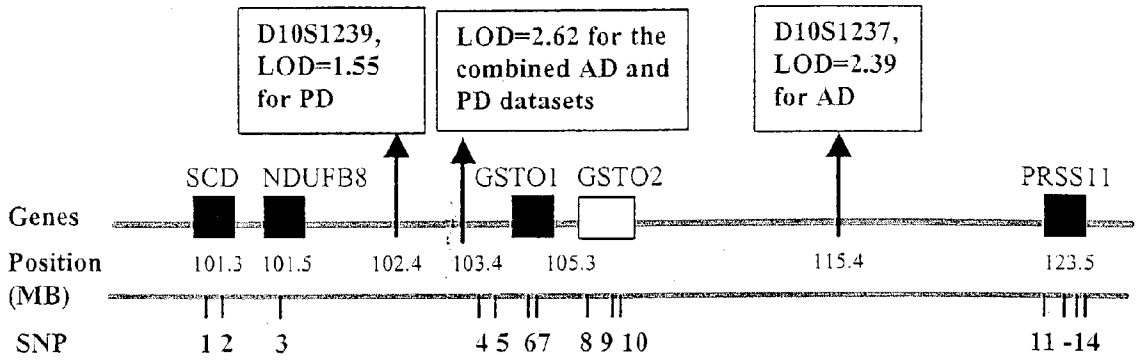 D10S1239,
LOD=1.55
for PD
LOD=2.62 for the
combined AD and
PD datasets
D10S1237,
LOD=2.39
for AD
SCD NDUFB8 GSTO1 GSTO2 PRSS11
Genes
Position 101.3 101.5 102.4 103.4 105.3 115.4 123.5
(MB)
SNP 1 2 3 4 5 67 8 9 10 11 -14